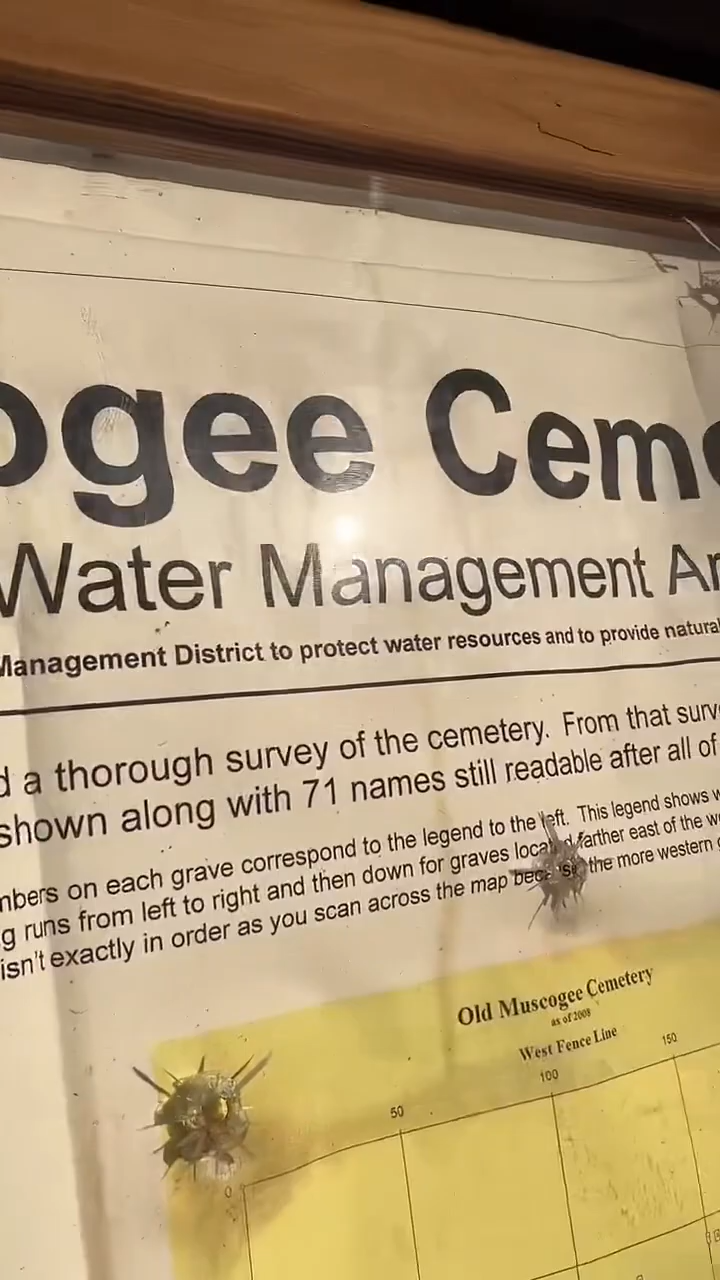 ogee Ceme
Water Management Ar
Management District to protect water resources and to provide natural
d a thorough survey of the cemetery. From that surv
shown along with 71 names still readable after all of
mbers on each grave correspond to the legend to the left. This legend shows w
g runs from left to right and then down for graves located farther east of the we
isn't exactly in order as you scan across the map because the more western g
Old Muscogee Cemetery
as of 2008
West Fence Line
50 100 150
0